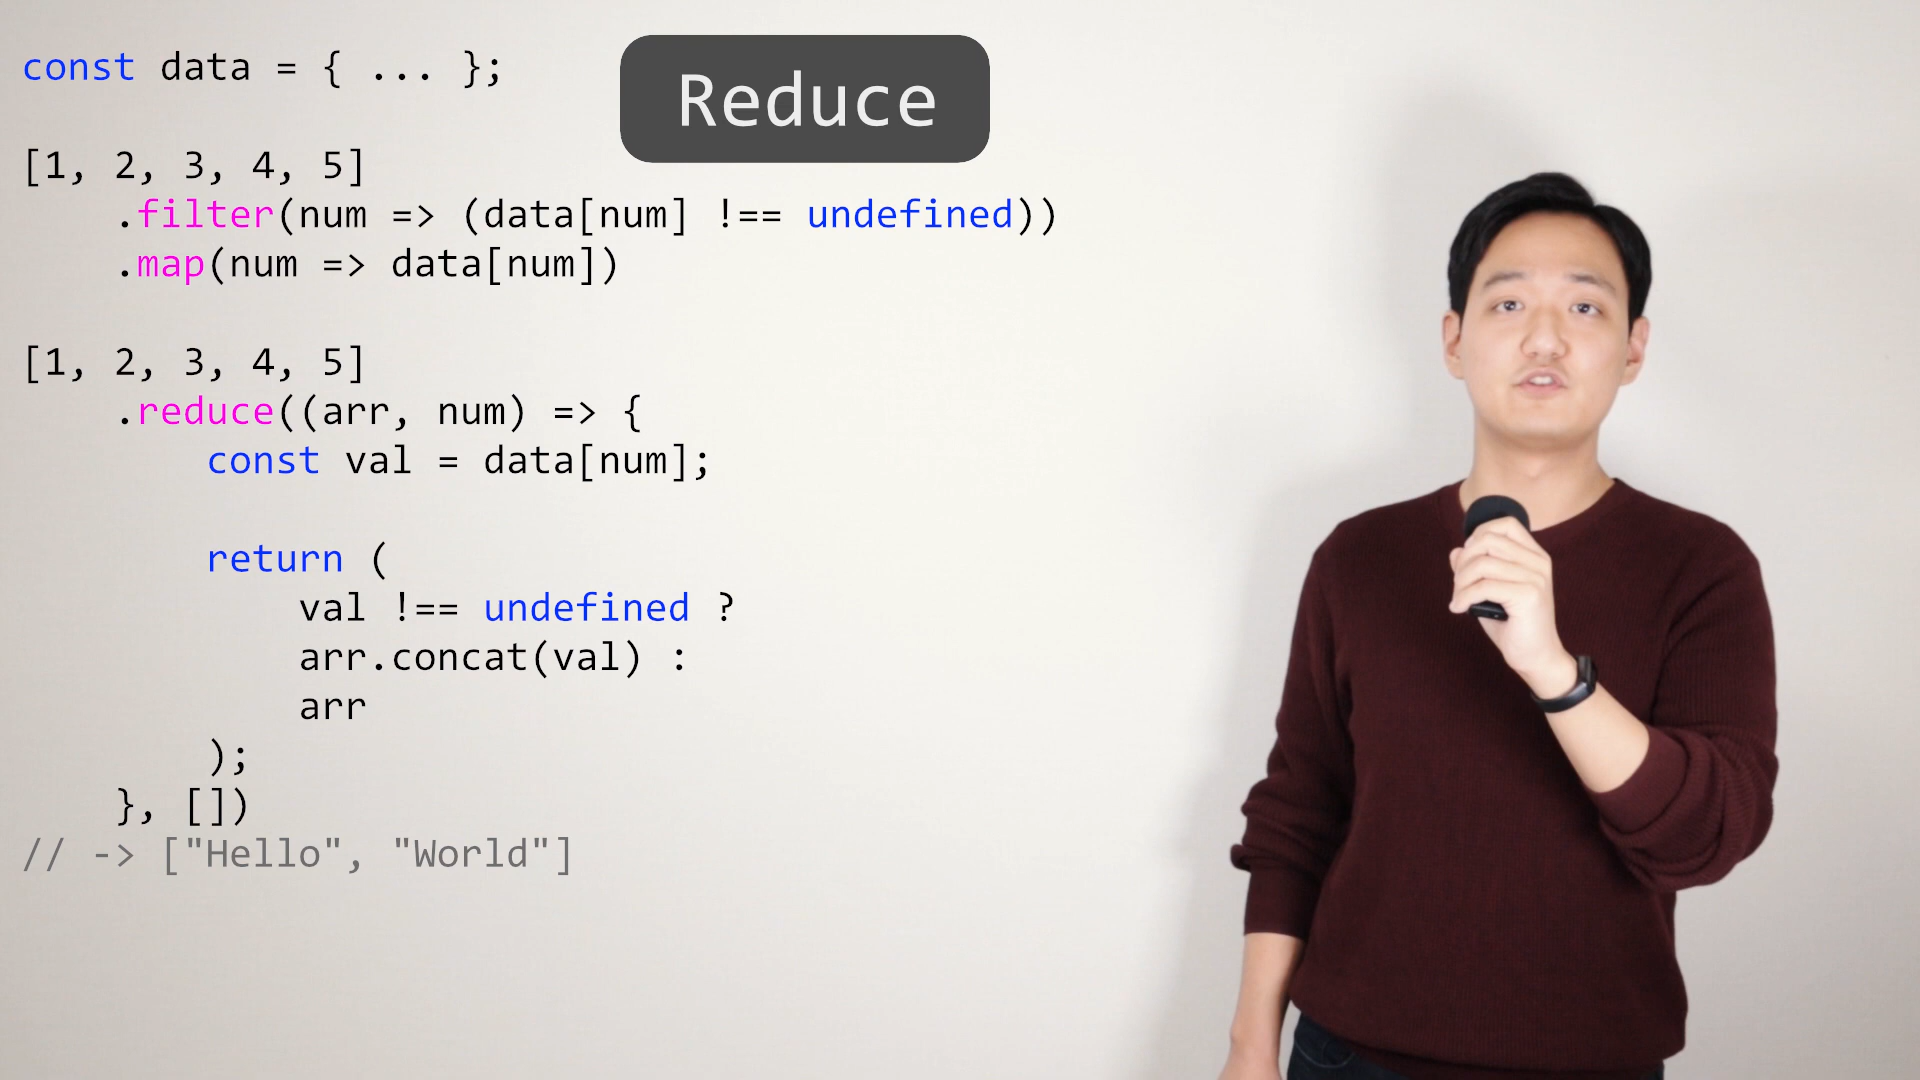 const data = { ... };
Reduce
[1, 2, 3, 4, 5]
    .filter(num => (data[num] !== undefined))
    .map(num => data[num])
[1, 2, 3, 4, 5]
    .reduce((arr, num) => {
        const val = data[num];
        return (
            val !== undefined ?
            arr.concat(val) :
            arr
        );
    }, [])
// -> ["Hello", "World"]